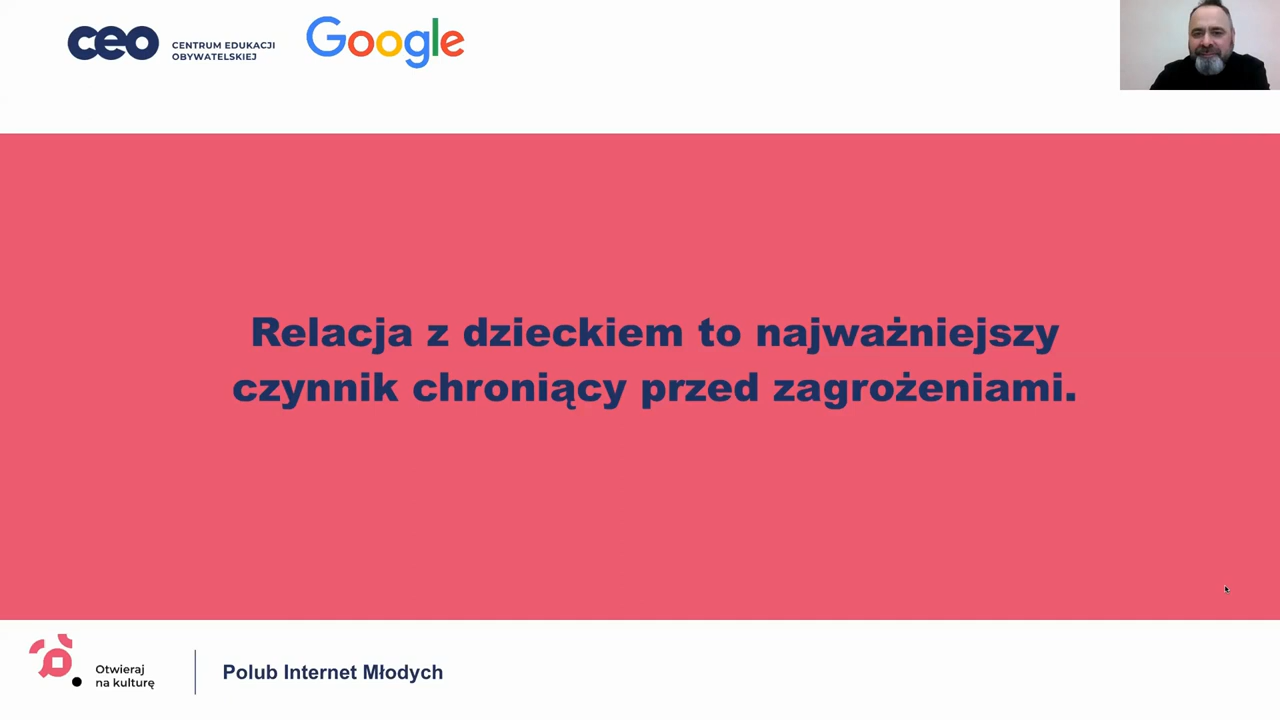 ceo
CENTRUM EDUKACJI
OBYWATELSKIEJ
Google
Relacja z dzieckiem to najważniejszy
czynnik chroniący przed zagrożeniami.
Otwieraj
na kulturę
Polub Internet Młodych